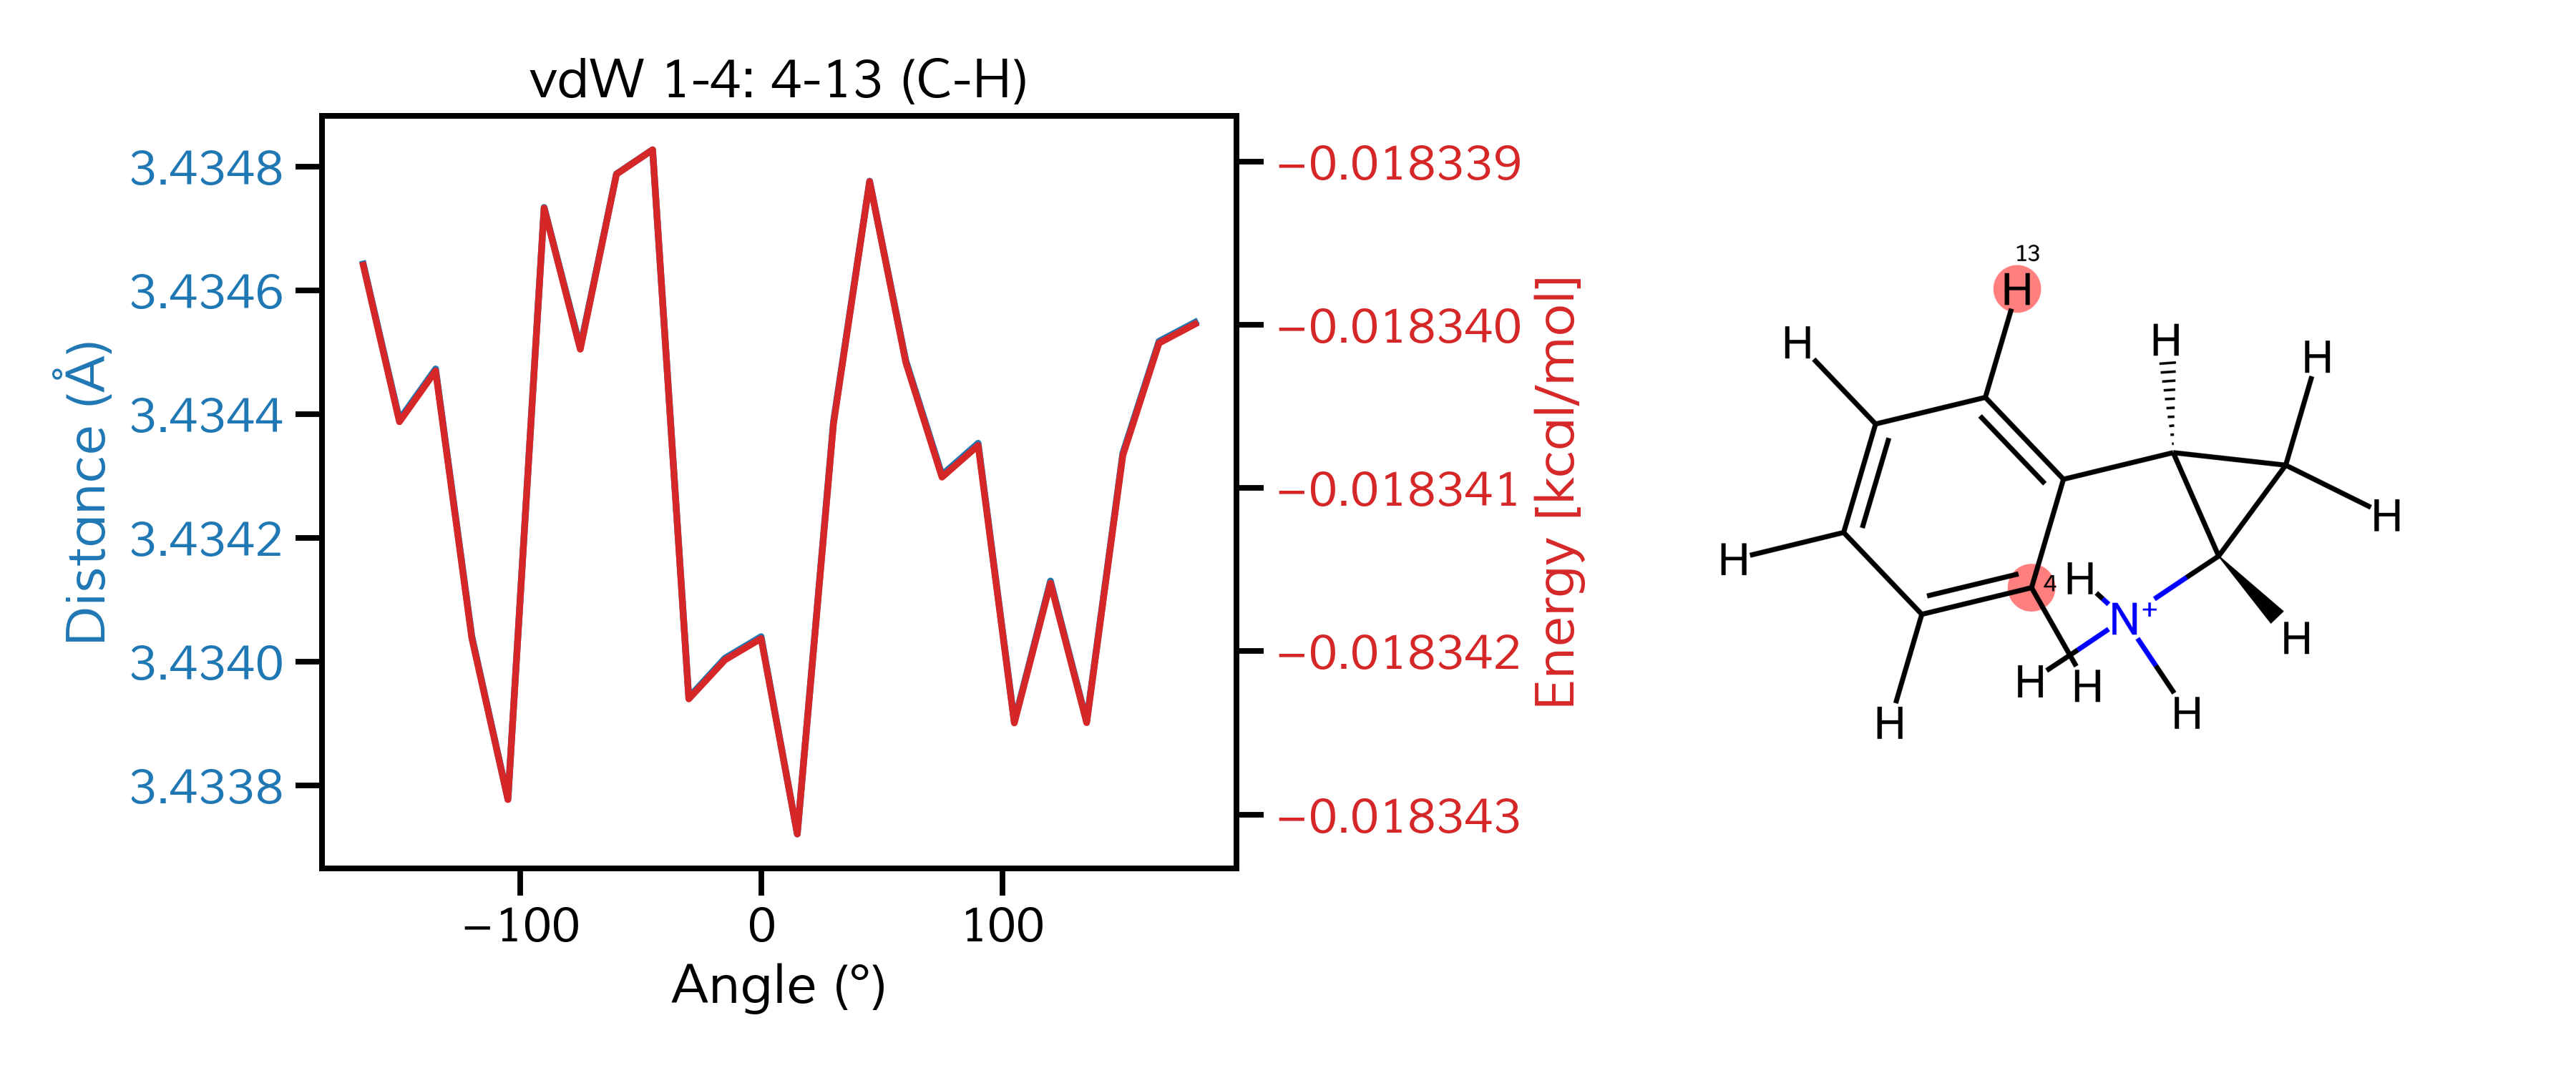 vdW 1-4: 4-13 (C-H)
Distance (Å)
3.4348
3.4346
3.4344
3.4342
3.4340
3.4338
−0.018339
−0.018340
−0.018341
−0.018342
−0.018343
Energy [kcal/mol]
−100 0 100
Angle (°)
13
H
H
H
H
H
H
H
4
N+
H
H
H
H
H